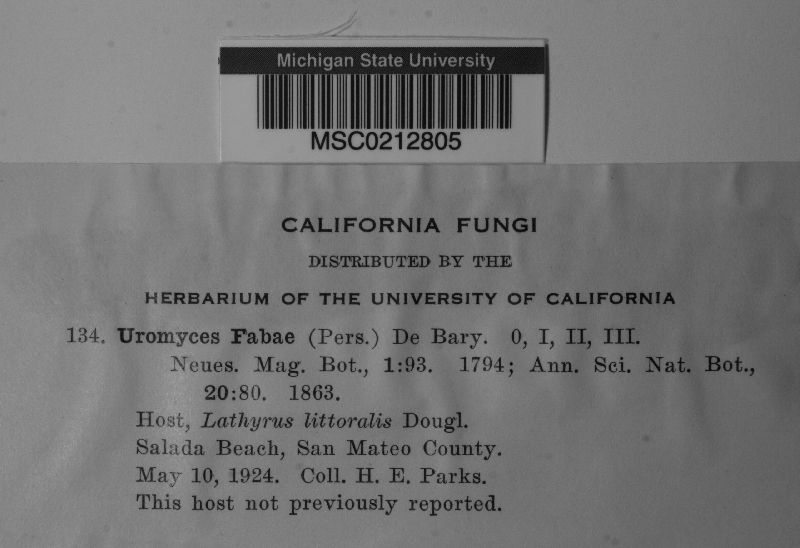 Michigan State University
MSC0212805
CALIFORNIA FUNGI
DISTRIBUTED BY THE
HERBARIUM OF THE UNIVERSITY OF CALIFORNIA
134. Uromyces Fabae (Pers.) De Bary. 0, I, II, III.
Neues. Mag. Bot., 1:93. 1794; Ann. Sci. Nat. Bot.,
20:80. 1863.
Host, Lathyrus littoralis Dougl.
Salada Beach, San Mateo County.
May 10, 1924. Coll. H. E. Parks.
This host not previously reported.